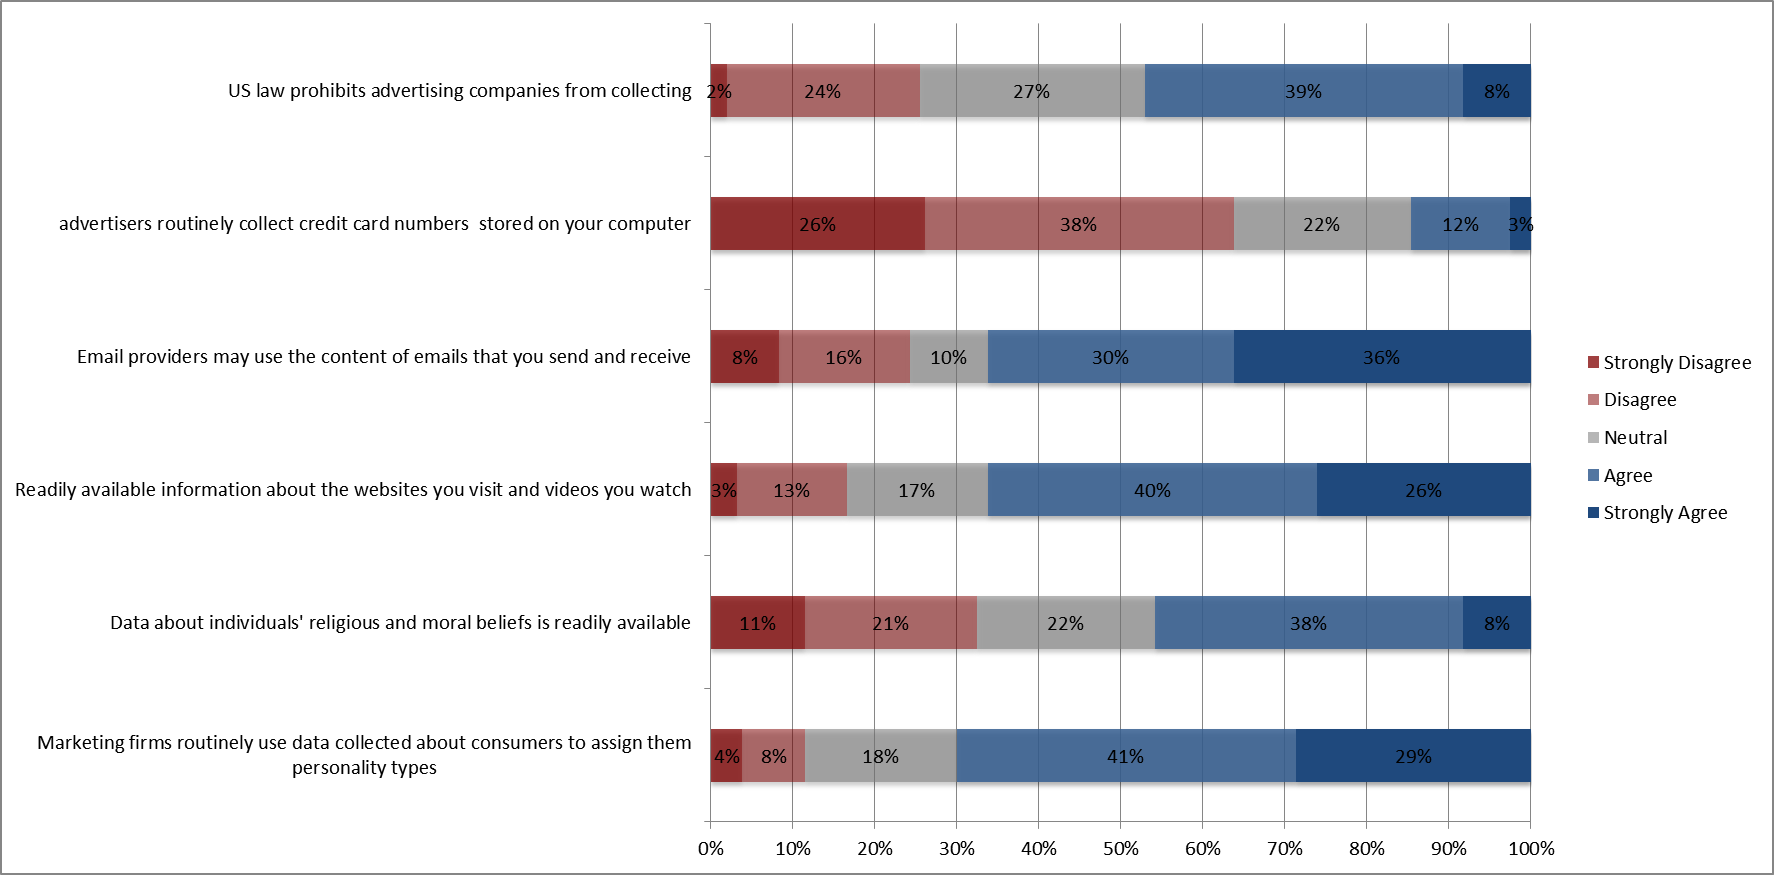 US law prohibits advertising companies from collecting
2% 24% 27% 39% 8%
advertisers routinely collect credit card numbers  stored on your computer
26% 38% 22% 12% 3%
Email providers may use the content of emails that you send and receive
8% 16% 10% 30% 36%
Readily available information about the websites you visit and videos you watch
3% 13% 17% 40% 26%
Data about individuals' religious and moral beliefs is readily available
11% 21% 22% 38% 8%
Marketing firms routinely use data collected about consumers to assign them
personality types
4% 8% 18% 41% 29%
0% 10% 20% 30% 40% 50% 60% 70% 80% 90% 100%
Strongly Disagree
Disagree
Neutral
Agree
Strongly Agree